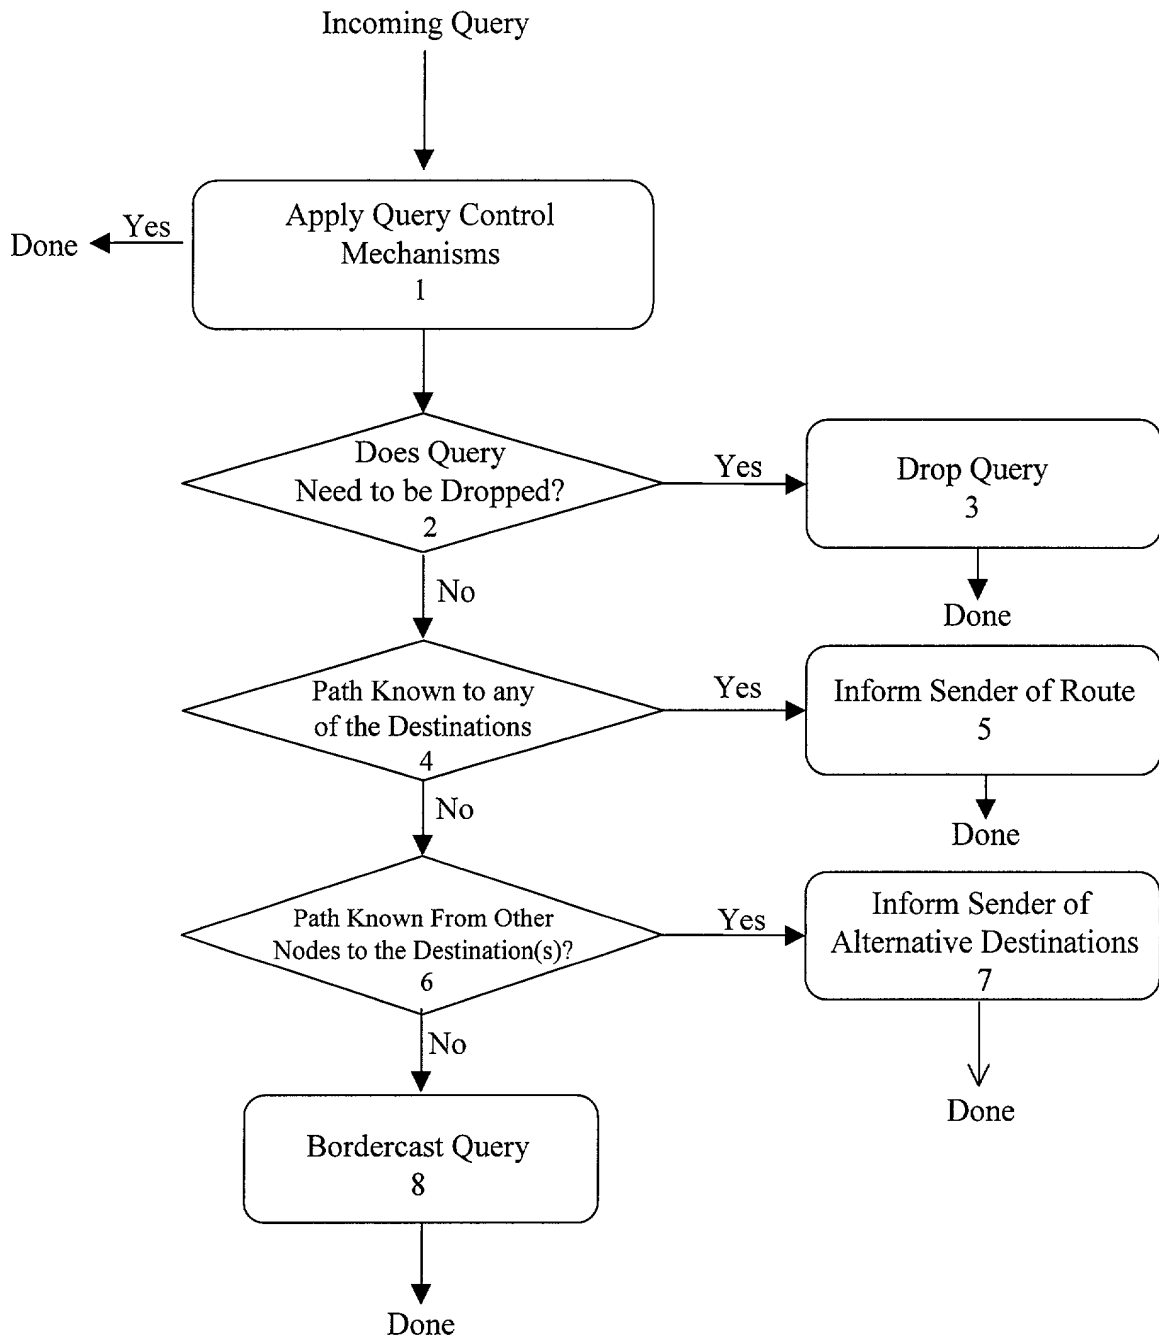 Incoming Query
Apply Query Control
Mechanisms
1
Yes
Done
Does Query
Need to be Dropped?
2
Yes
Drop Query
3
No
Done
Path Known to any
of the Destinations
4
Yes
Inform Sender of Route
5
No
Done
Path Known From Other
Nodes to the Destination(s)?
6
Yes
Inform Sender of
Alternative Destinations
7
No
Done
Bordercast Query
8
Done